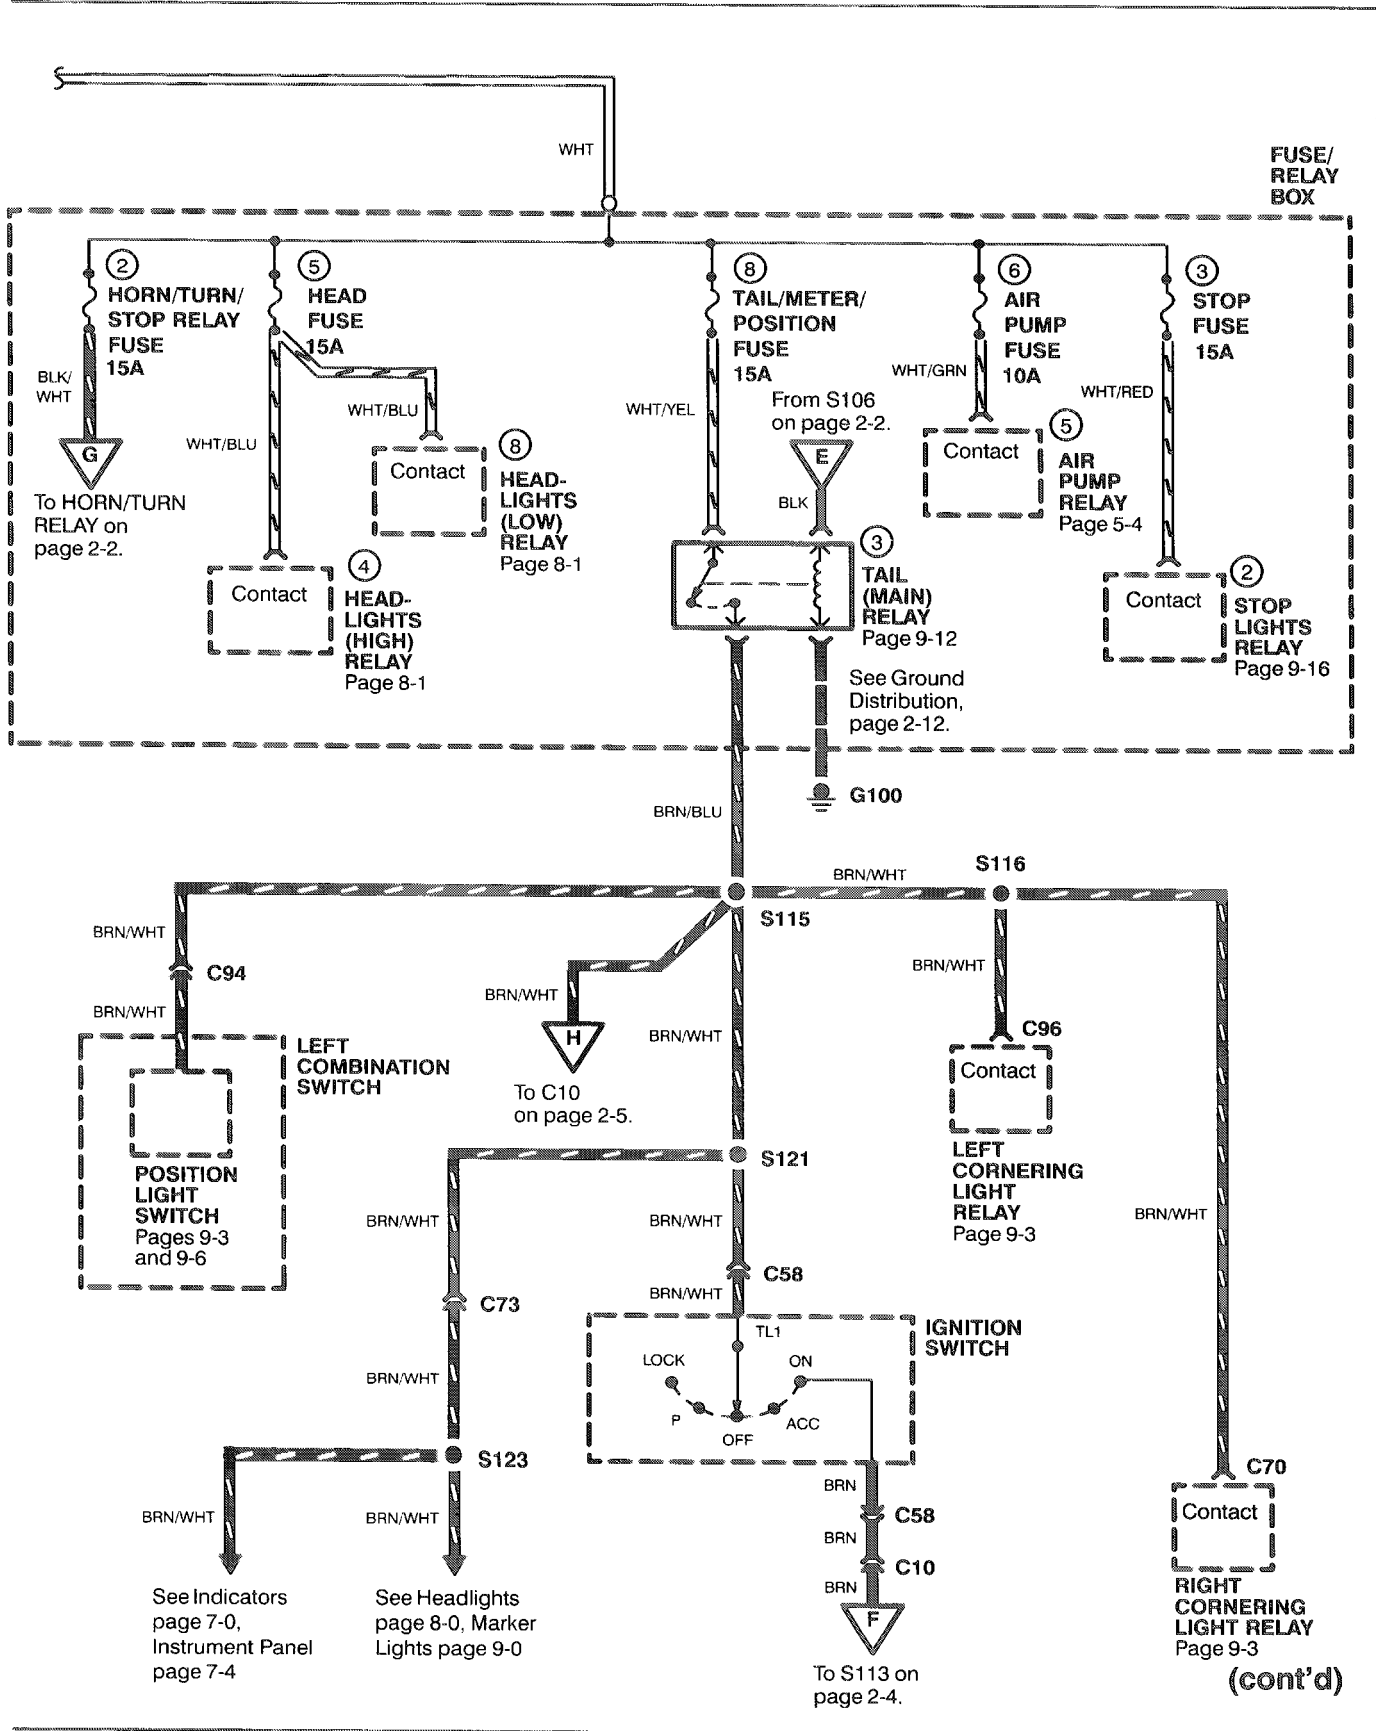 WHT
FUSE/
RELAY
BOX
2
HORN/TURN/
STOP RELAY
FUSE
15A
5
HEAD
FUSE
15A
8
TAIL/METER/
POSITION
FUSE
15A
6
AIR
PUMP
FUSE
10A
3
STOP
FUSE
15A
BLK/
WHT
WHT/BLU
WHT/BLU
WHT/YEL
WHT/GRN
WHT/RED
From S106
on page 2-2.
G
To HORN/TURN
RELAY on
page 2-2.
Contact
8
HEAD-
LIGHTS
(LOW)
RELAY
Page 8-1
E
BLK
Contact
5
AIR
PUMP
RELAY
Page 5-4
Contact
4
HEAD-
LIGHTS
(HIGH)
RELAY
Page 8-1
3
TAIL
(MAIN)
RELAY
Page 9-12
Contact
2
STOP
LIGHTS
RELAY
Page 9-16
See Ground
Distribution,
page 2-12.
G100
BRN/BLU
S115
BRN/WHT
S116
BRN/WHT
C94
BRN/WHT
BRN/WHT
H
To C10
on page 2-5.
BRN/WHT
BRN/WHT
C96
Contact
LEFT
CORNERING
LIGHT
RELAY
Page 9-3
LEFT
COMBINATION
SWITCH
POSITION
LIGHT
SWITCH
Pages 9-3
and 9-6
S121
BRN/WHT
BRN/WHT
BRN/WHT
C73
C58
BRN/WHT
BRN/WHT
IGNITION
SWITCH
TL1
LOCK
P
OFF
ACC
ON
S123
BRN/WHT
BRN/WHT
See Indicators
page 7-0,
Instrument Panel
page 7-4
See Headlights
page 8-0, Marker
Lights page 9-0
BRN
C58
BRN
C10
BRN
F
To S113 on
page 2-4.
C70
Contact
RIGHT
CORNERING
LIGHT RELAY
Page 9-3
(cont'd)